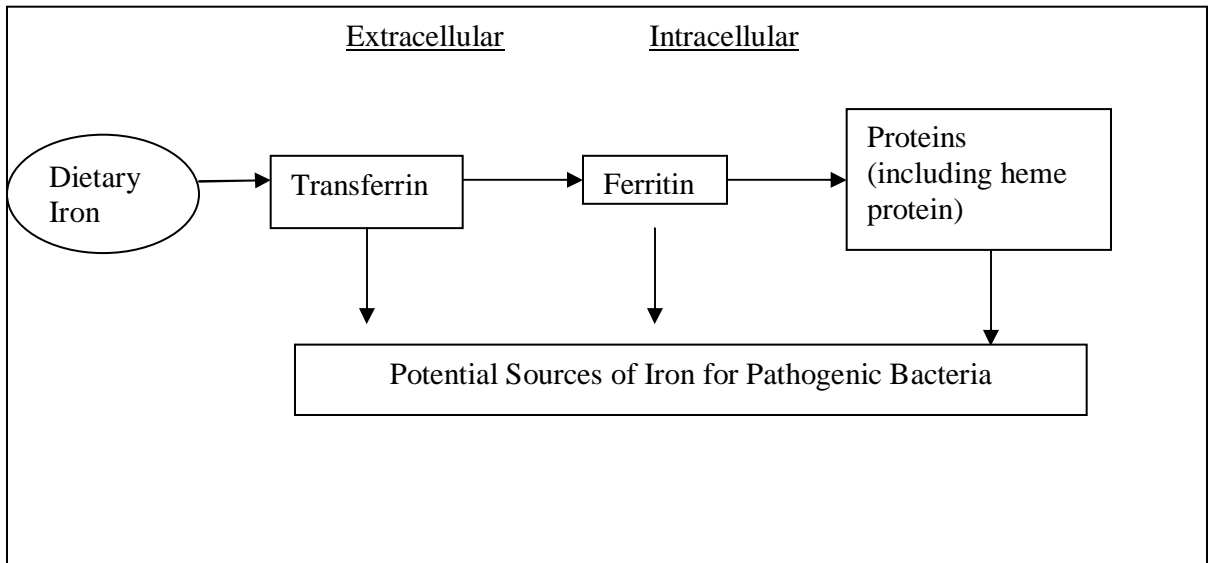 Extracellular
Intracellular
Dietary
Iron
Transferrin
Ferritin
Proteins
(including heme
protein)
Potential Sources of Iron for Pathogenic Bacteria